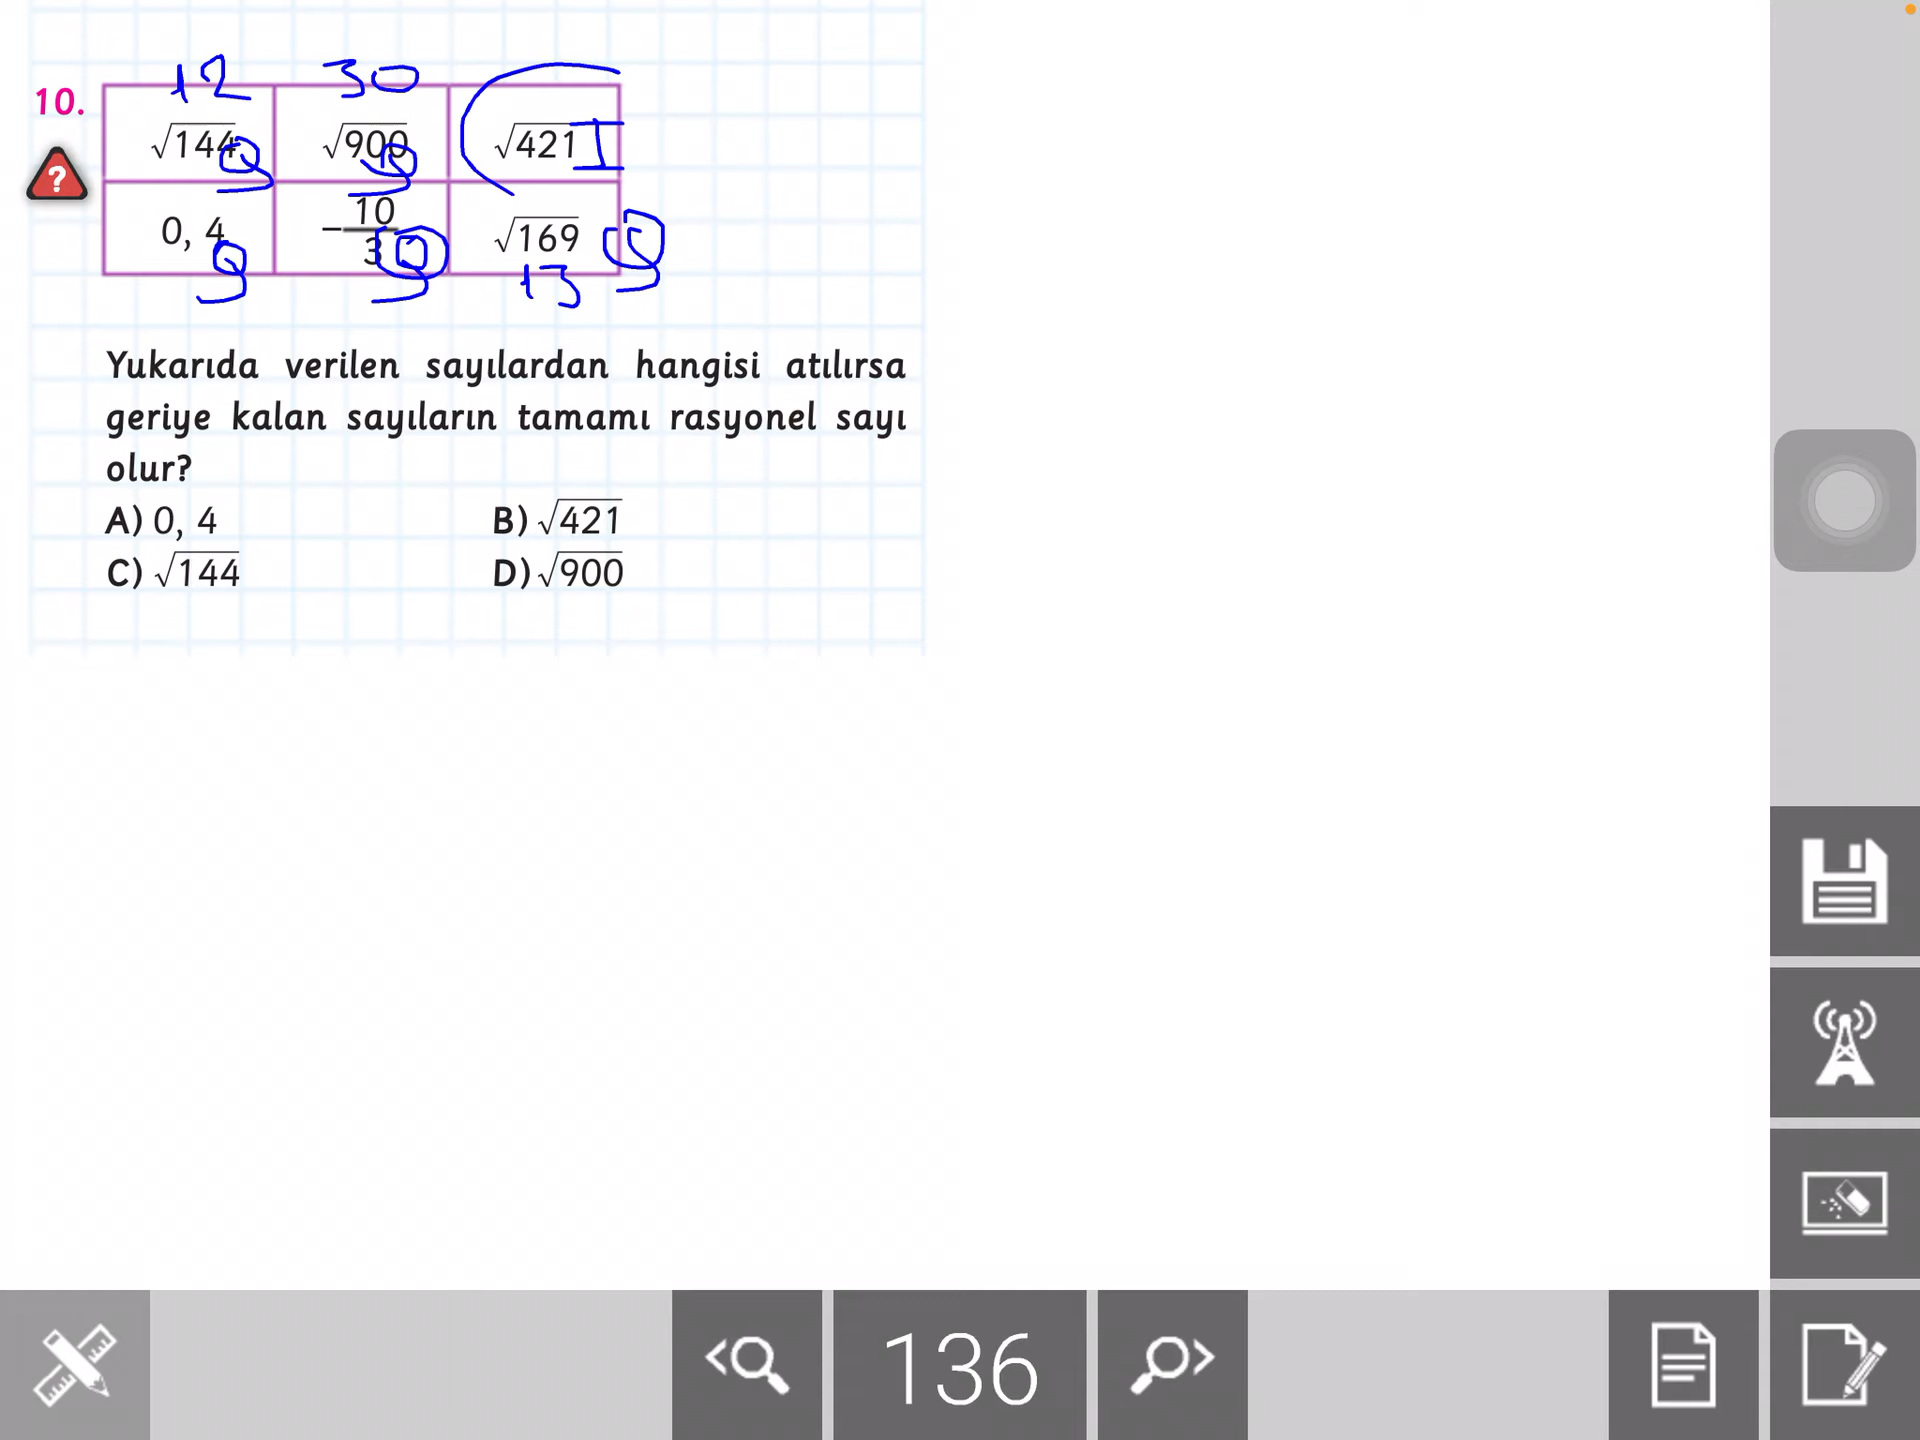 12 30
10.
√144 Q √900 Q √421 I
0, 4 Q −10/3 Q √169 Q
13
Yukarıda verilen sayılardan hangisi atılırsa
geriye kalan sayıların tamamı rasyonel sayı
olur?
A) 0, 4 B) √421
C) √144 D) √900
136